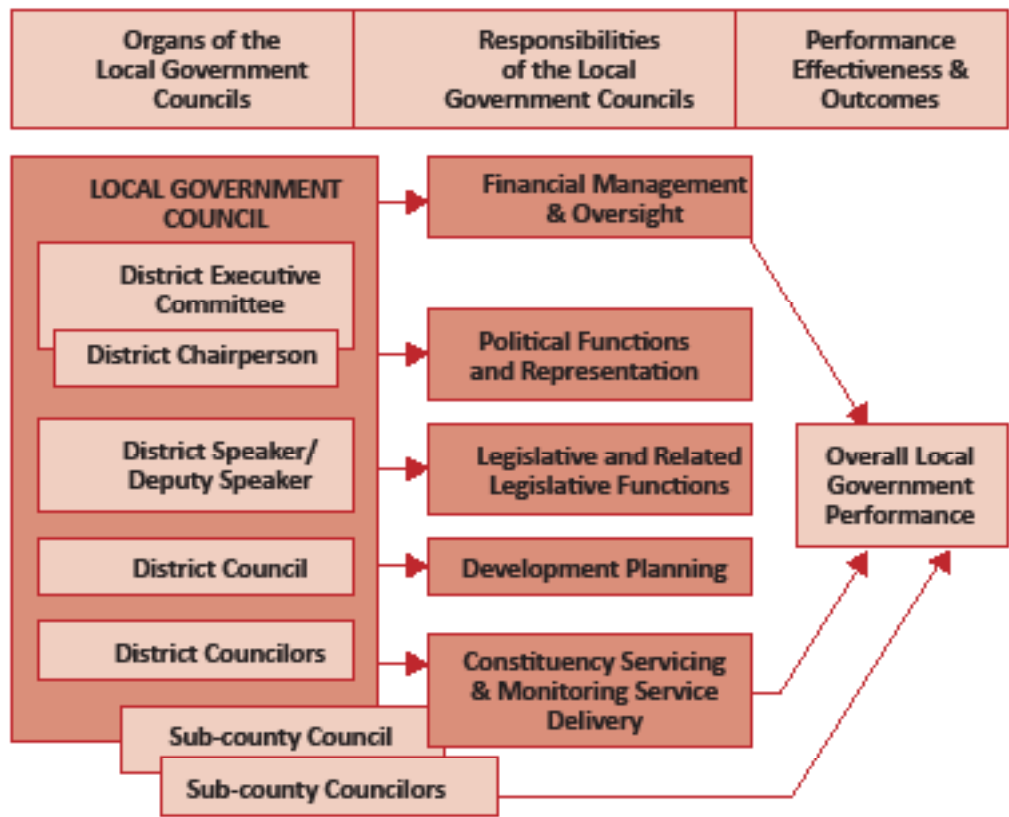 Organs of the
Local Government
Councils
Responsibilities
of the Local
Government Councils
Performance
Effectiveness &
Outcomes
LOCAL GOVERNMENT
COUNCIL
District Executive
Committee
District Chairperson
District Speaker/
Deputy Speaker
District Council
District Councilors
Sub-county Council
Sub-county Councilors
Financial Management
& Oversight
Political Functions
and Representation
Legislative and Related
Legislative Functions
Development Planning
Constituency Servicing
& Monitoring Service
Delivery
Overall Local
Government
Performance